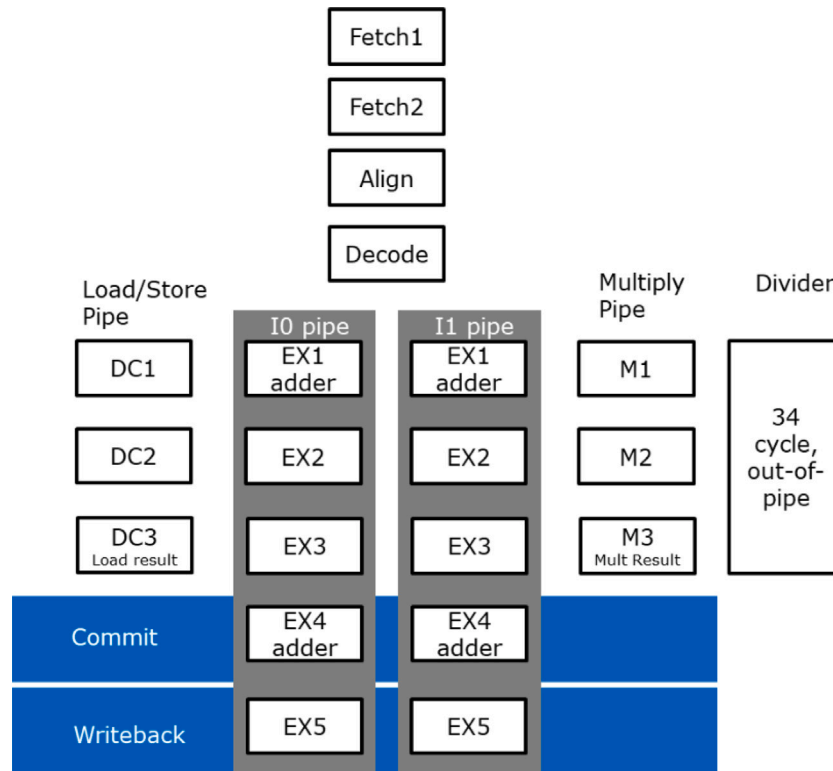 Fetch1
Fetch2
Align
Decode
Load/Store
Pipe
I0 pipe
I1 pipe
Multiply
Pipe
Divider
DC1
EX1
adder
EX1
adder
M1
DC2
EX2
EX2
M2
34
cycle,
out-of-
pipe
DC3
Load result
EX3
EX3
M3
Mult Result
Commit
EX4
adder
EX4
adder
Writeback
EX5
EX5